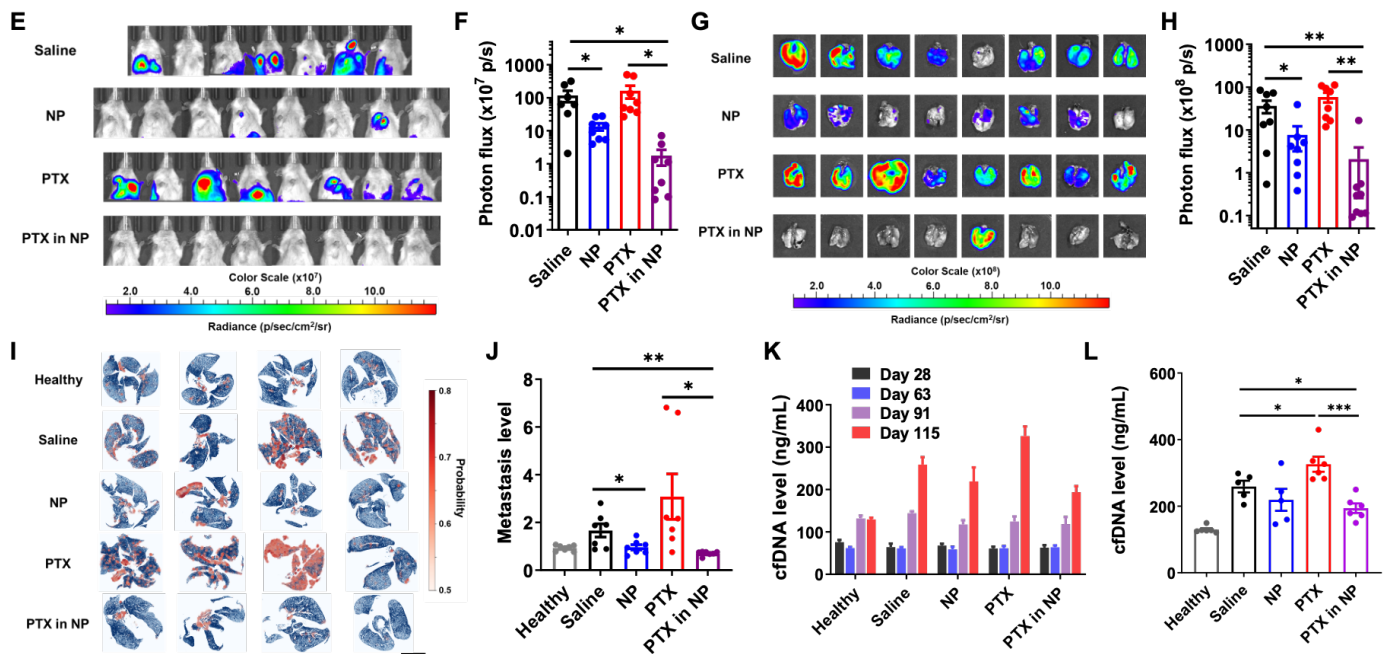 E
Saline
NP
PTX
PTX in NP
Color Scale (x10⁷)
2.0 4.0 6.0 8.0 10.0
Radiance (p/sec/cm²/sr)
F
Photon flux (x10⁷ p/s)
1000
100
10
1
0.1
0.01
* * *
Saline NP PTX PTX in NP
G
Saline
NP
PTX
PTX in NP
Color Scale (x10⁸)
2.0 4.0 6.0 8.0 10.0
Radiance (p/sec/cm²/sr)
H
Photon flux (x10⁸ p/s)
1000
100
10
1
0.1
** * **
Saline NP PTX PTX in NP
I
Healthy
Saline
NP
PTX
PTX in NP
0.8
0.7
0.6
0.5
Probability
J
Metastasis level
8
6
4
2
0
** * *
Healthy Saline NP PTX PTX in NP
K
Day 28
Day 63
Day 91
Day 115
cfDNA level (ng/mL)
400
300
200
100
0
Healthy Saline NP PTX PTX in NP
L
cfDNA level (ng/mL)
600
400
200
0
* * ***
Healthy Saline NP PTX PTX in NP